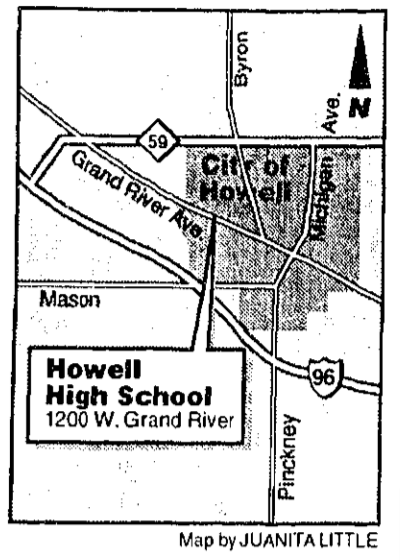 Byron
Michigan Ave.
N
59
City of
Howell
Grand River Ave.
Mason
Howell
High School
1200 W. Grand River
96
Pinckney
Map by JUANITA LITTLE